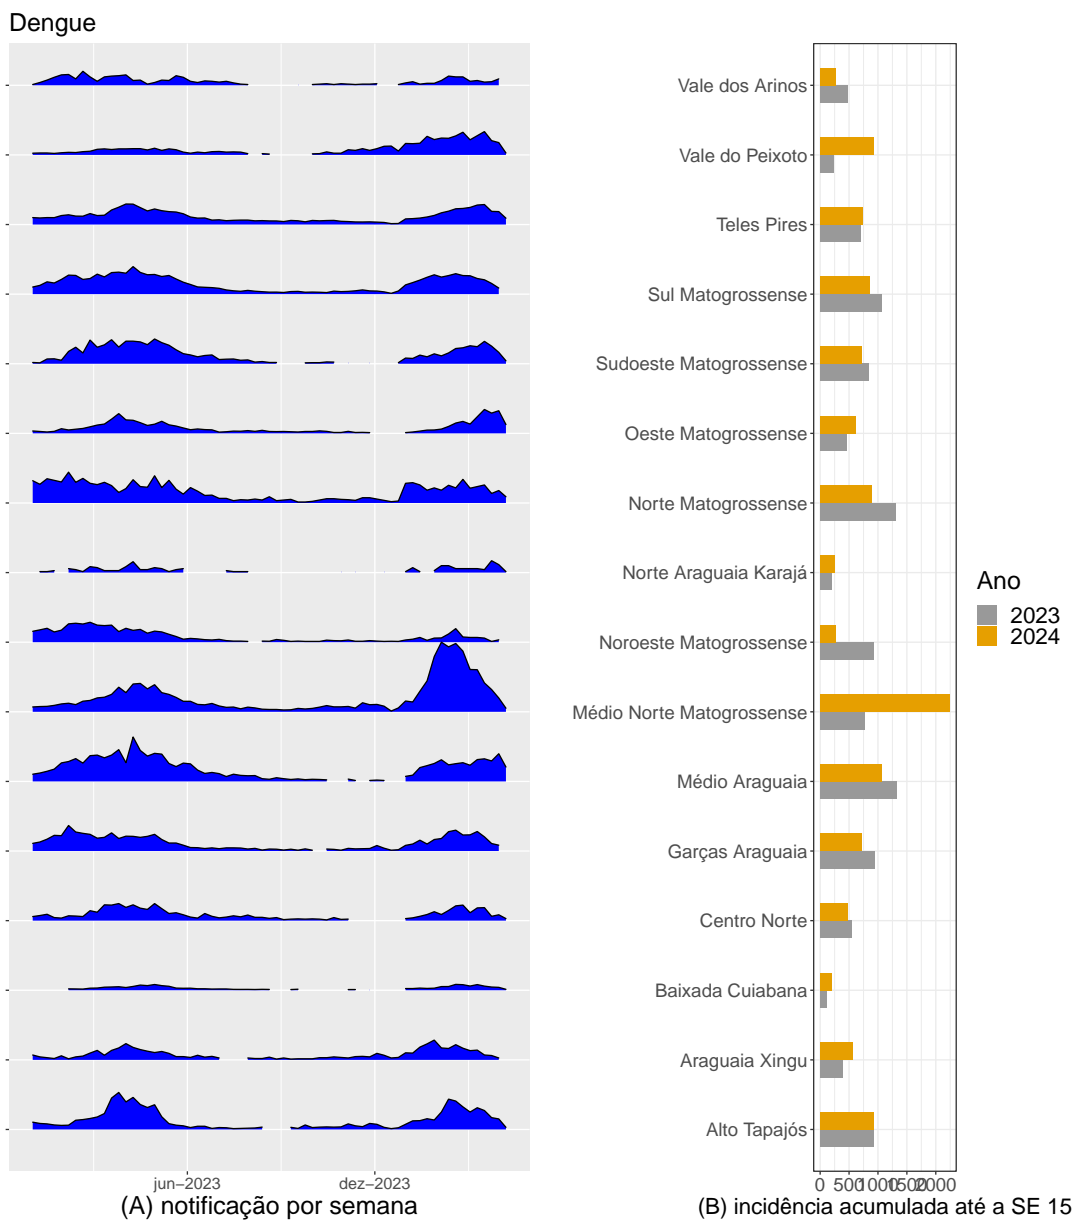 Dengue
Vale dos Arinos
Vale do Peixoto
Teles Pires
Sul Matogrossense
Sudoeste Matogrossense
Oeste Matogrossense
Norte Matogrossense
Norte Araguaia Karajá
Noroeste Matogrossense
Médio Norte Matogrossense
Médio Araguaia
Garças Araguaia
Centro Norte
Baixada Cuiabana
Araguaia Xingu
Alto Tapajós
Ano
2023
2024
jun–2023 dez–2023
0 500 1000 1500 2000
(A) notificação por semana
(B) incidência acumulada até a SE 15